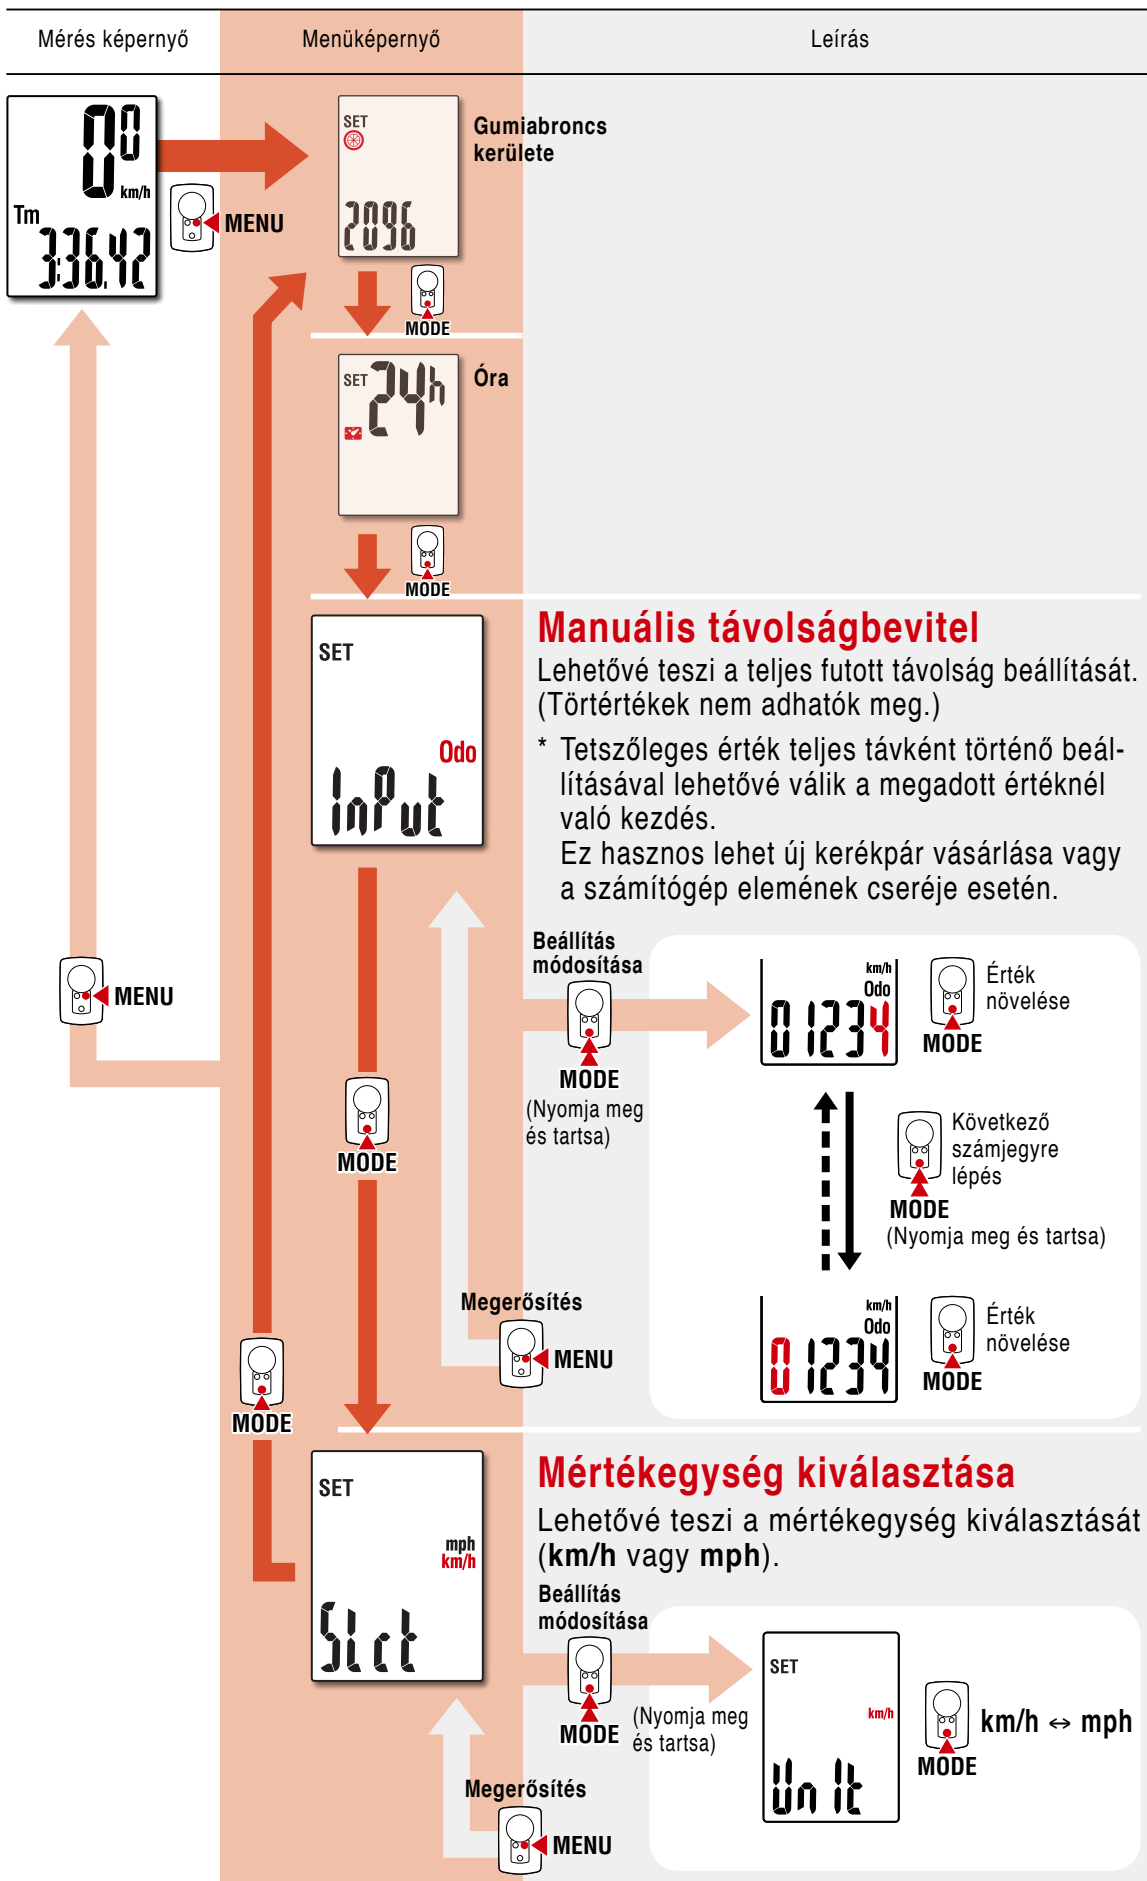 Mérés képernyő
Menüképernyő
Leírás
0.0
km/h
Tm
3:36.42
MENU
SET
2096
Gumiabroncs
kerülete
MODE
SET 24h
Óra
MODE
SET
Odo
InPut
Manuális távolságbevitel
Lehetővé teszi a teljes futott távolság beállítását.
(Törtértékek nem adhatók meg.)
* Tetszőleges érték teljes távként történő beál-
lításával lehetővé válik a megadott értéknél
való kezdés.
Ez hasznos lehet új kerékpár vásárlása vagy
a számítógép elemének cseréje esetén.
Beállítás
módosítása
MODE
(Nyomja meg
és tartsa)
km/h
Odo
01234
Érték
növelése
MODE
MENU
MODE
Következő
számjegyre
lépés
MODE
(Nyomja meg és tartsa)
km/h
Odo
01234
Érték
növelése
MODE
Megerősítés
MENU
MODE
SET
mph
km/h
Slct
Mértékegység kiválasztása
Lehetővé teszi a mértékegység kiválasztását
(km/h vagy mph).
Beállítás
módosítása
MODE
(Nyomja meg
és tartsa)
SET
km/h
Unit
km/h ↔ mph
MODE
Megerősítés
MENU